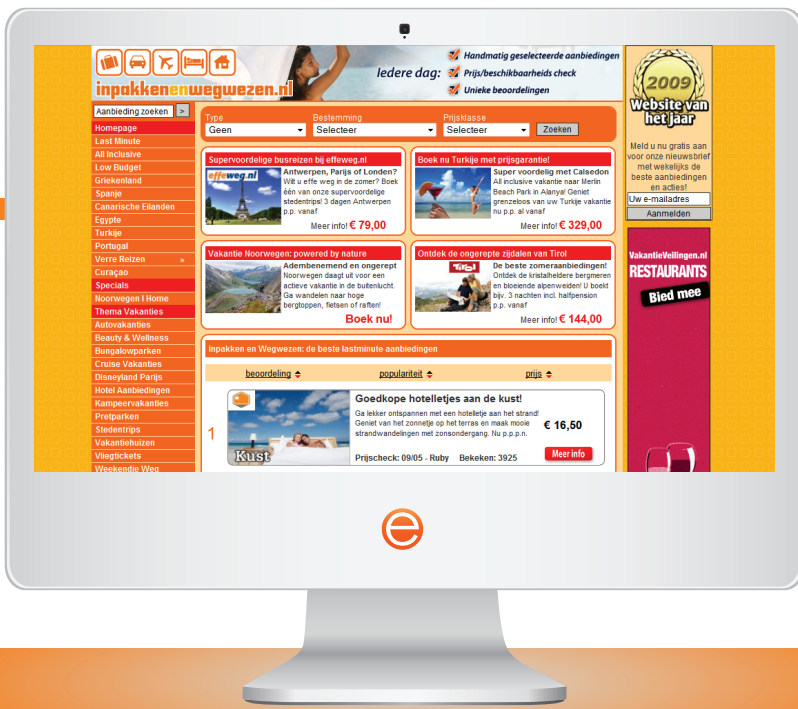 inpakkenenwegwezen.nl
Iedere dag:
Handmatig geselecteerde aanbiedingen
Prijs/beschikbaarheids check
Unieke beoordelingen
Aanbieding zoeken >
Homepage
Last Minute
All Inclusive
Low Budget
Griekenland
Spanje
Canarische Eilanden
Egypte
Turkije
Portugal
Verre Reizen »
Curaçao
Specials
Noorwegen I Home
Thema Vakanties
Autovakanties
Beauty & Wellness
Bungalowparken
Cruise Vakanties
Disneyland Parijs
Hotel Aanbiedingen
Kampeervakanties
Pretparken
Stedentrips
Vakantiehuizen
Vliegtickets
Weekendje Weg
Type Bestemming Prijsklasse
Geen Selecteer Selecteer Zoeken
Supervoordelige busreizen bij effeweg.nl
effeweg.nl
Antwerpen, Parijs of Londen?
Wilt u effe weg in de zomer? Boek
één van onze supervoordelige
stedentrips! 3 dagen Antwerpen
p.p. vanaf
Meer info! € 79,00
Boek nu Turkije met prijsgarantie!
Super voordelig met Calsedon
All inclusive vakantie naar Merlin
Beach Park in Alanya! Geniet
grenzeloos van uw Turkije vakantie
nu p.p. al vanaf
Meer info! € 329,00
Vakantie Noorwegen: powered by nature
Adembenemend en ongerept
Noorwegen daagt uit voor een
actieve vakantie in de buitenlucht.
Ga wandelen naar hoge
bergtoppen, fietsen of raften!
Boek nu!
Ontdek de ongerepte zijdalen van Tirol
Tirol
De beste zomeraanbiedingen!
Ontdek de kristalheldere bergmeren
en bloeiende alpenweiden! U boekt
bijv. 3 nachten incl. halfpension
p.p. vanaf
Meer info! € 144,00
Inpakken en Wegwezen: de beste lastminute aanbiedingen
beoordeling populariteit prijs
1
Kust
Goedkope hotelletjes aan de kust!
Ga lekker ontspannen met een hotelletje aan het strand!
Geniet van het zonnetje op het terras en maak mooie
strandwandelingen met zonsondergang. Nu p.p.p.n.
€ 16,50
Prijscheck: 09/05 - Ruby Bekeken: 3925
Meer info
2009
Website van
het jaar
Meld u nu gratis aan
voor onze nieuwsbrief
met wekelijks de
beste aanbiedingen
en acties!
Uw e-mailadres
Aanmelden
VakantieVeilingen.nl
RESTAURANTS
Bied mee
e